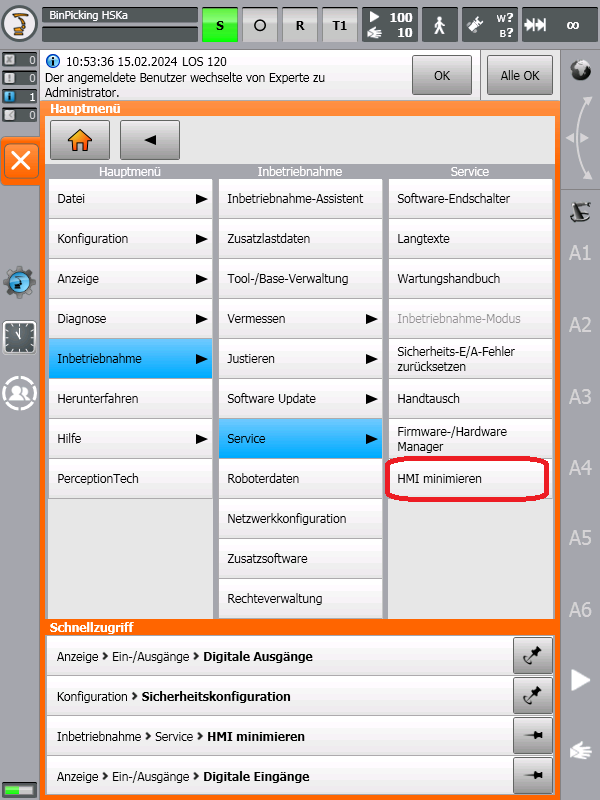 BinPicking HSKa
S
O
R
T1
100
10
W?
B?
∞
0
0
1
0
10:53:36 15.02.2024 LOS 120
Der angemeldete Benutzer wechselte von Experte zu
Administrator.
OK
Alle OK
Hauptmenü
Hauptmenü
Datei
Konfiguration
Anzeige
Diagnose
Inbetriebnahme
Herunterfahren
Hilfe
PerceptionTech
Inbetriebnahme
Inbetriebnahme-Assistent
Zusatzlastdaten
Tool-/Base-Verwaltung
Vermessen
Justieren
Software Update
Service
Roboterdaten
Netzwerkkonfiguration
Zusatzsoftware
Rechteverwaltung
Service
Software-Endschalter
Langtexte
Wartungshandbuch
Inbetriebnahme-Modus
Sicherheits-E/A-Fehler
zurücksetzen
Handtausch
Firmware-/Hardware
Manager
HMI minimieren
A1
A2
A3
A4
A5
A6
Schnellzugriff
Anzeige > Ein-/Ausgänge > Digitale Ausgänge
Konfiguration > Sicherheitskonfiguration
Inbetriebnahme > Service > HMI minimieren
Anzeige > Ein-/Ausgänge > Digitale Eingänge